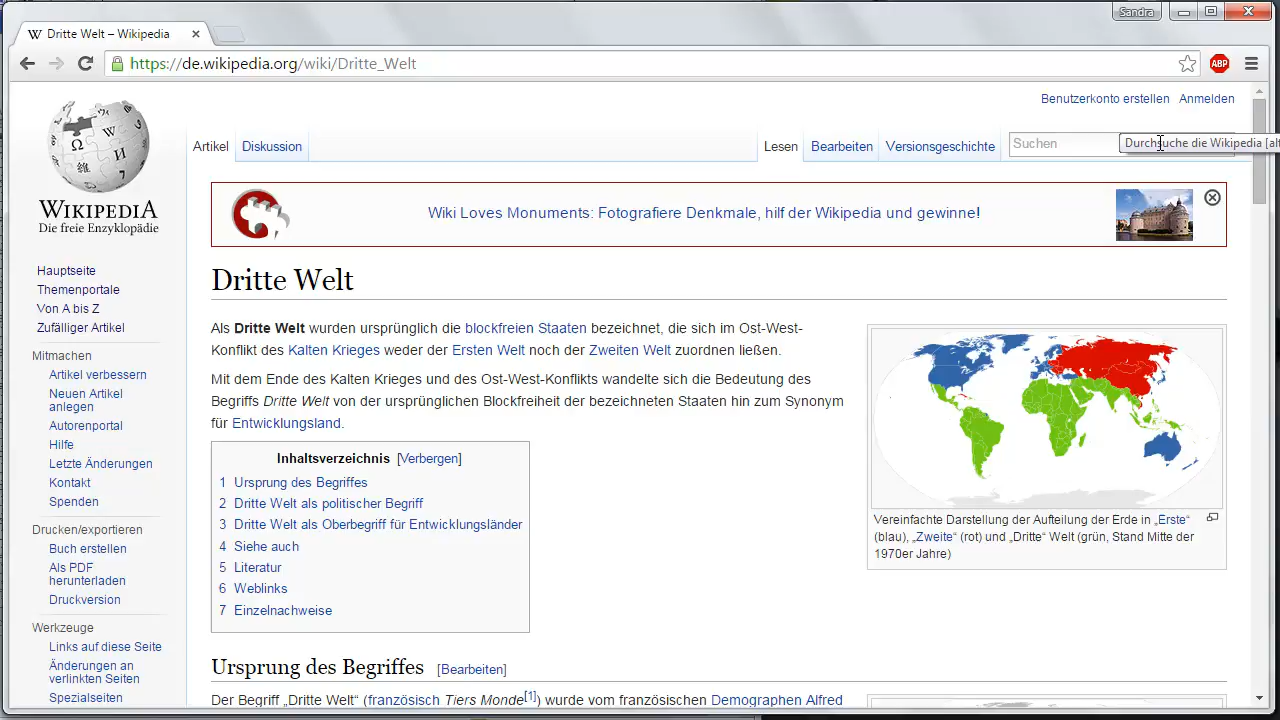 Sandra
Dritte Welt – Wikipedia
https://de.wikipedia.org/wiki/Dritte_Welt
ABP
Benutzerkonto erstellen Anmelden
Artikel Diskussion Lesen Bearbeiten Versionsgeschichte Suchen
Durchsuche die Wikipedia [alt
WIKIPEDIA
Die freie Enzyklopädie
Hauptseite
Themenportale
Von A bis Z
Zufälliger Artikel
Mitmachen
Artikel verbessern
Neuen Artikel
anlegen
Autorenportal
Hilfe
Letzte Änderungen
Kontakt
Spenden
Drucken/exportieren
Buch erstellen
Als PDF
herunterladen
Druckversion
Werkzeuge
Links auf diese Seite
Änderungen an
verlinkten Seiten
Spezialseiten
Wiki Loves Monuments: Fotografiere Denkmale, hilf der Wikipedia und gewinne!
Dritte Welt
Als Dritte Welt wurden ursprünglich die blockfreien Staaten bezeichnet, die sich im Ost-West-
Konflikt des Kalten Krieges weder der Ersten Welt noch der Zweiten Welt zuordnen ließen.
Mit dem Ende des Kalten Krieges und des Ost-West-Konflikts wandelte sich die Bedeutung des
Begriffs Dritte Welt von der ursprünglichen Blockfreiheit der bezeichneten Staaten hin zum Synonym
für Entwicklungsland.
Inhaltsverzeichnis [Verbergen]
1 Ursprung des Begriffes
2 Dritte Welt als politischer Begriff
3 Dritte Welt als Oberbegriff für Entwicklungsländer
4 Siehe auch
5 Literatur
6 Weblinks
7 Einzelnachweise
Vereinfachte Darstellung der Aufteilung der Erde in „Erste“
(blau), „Zweite“ (rot) und „Dritte“ Welt (grün, Stand Mitte der
1970er Jahre)
Ursprung des Begriffes [Bearbeiten]
Der Begriff „Dritte Welt“ (französisch Tiers Monde[1]) wurde vom französischen Demographen Alfred